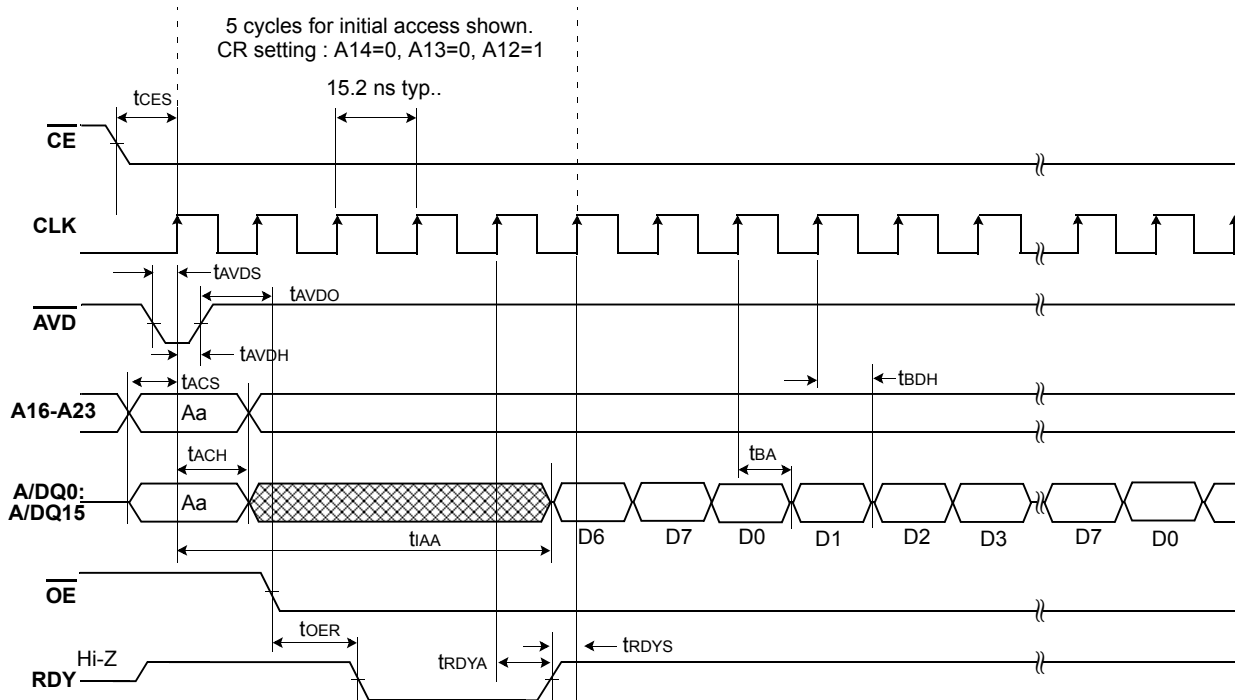 5 cycles for initial access shown.
CR setting : A14=0, A13=0, A12=1
15.2 ns typ..
tCES
CE
CLK
tAVDS
tAVDO
AVD
tAVDH
tACS
tBDH
A16-A23
Aa
tACH
tBA
A/DQ0:
A/DQ15
Aa
tIAA
D6 D7 D0 D1 D2 D3 D7 D0
OE
tOER
tRDYS
Hi-Z
tRDYA
RDY